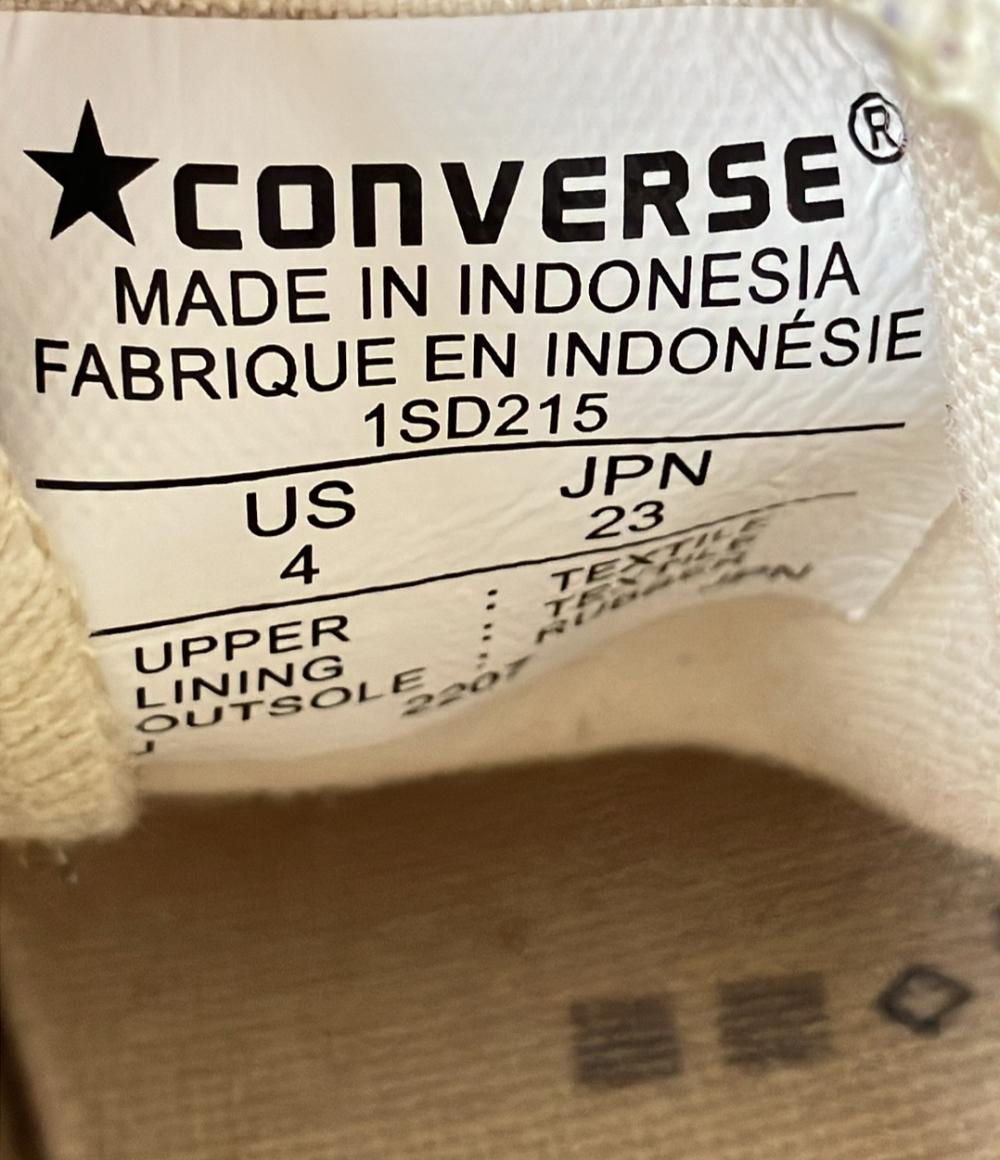 ★CONVERSE®
MADE IN INDONESIA
FABRIQUE EN INDONÉSIE
1SD215
US JPN
4 23
UPPER : TEXTILE
LINING : TEXTILE
OUTSOLE : RUBBER
J 2207 JPN